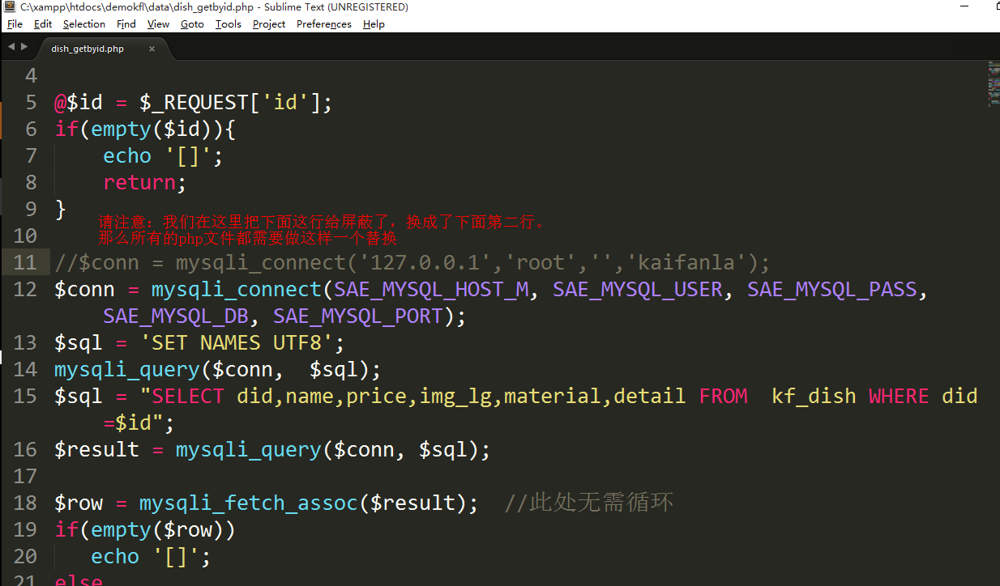 C:\xampp\htdocs\demokfl\data\dish_getbyid.php - Sublime Text (UNREGISTERED)
File Edit Selection Find View Goto Tools Project Preferences Help
dish_getbyid.php ×
4
5 @$id = $_REQUEST['id'];
6 if(empty($id)){
7 echo '[]';
8 return;
9 }
请注意：我们在这里把下面这行给屏蔽了，换成了下面第二行。
10
那么所有的php文件都需要做这样一个替换
11 //$conn = mysqli_connect('127.0.0.1','root','','kaifanla');
12 $conn = mysqli_connect(SAE_MYSQL_HOST_M, SAE_MYSQL_USER, SAE_MYSQL_PASS,
SAE_MYSQL_DB, SAE_MYSQL_PORT);
13 $sql = 'SET NAMES UTF8';
14 mysqli_query($conn,  $sql);
15 $sql = "SELECT did,name,price,img_lg,material,detail FROM  kf_dish WHERE did
=$id";
16 $result = mysqli_query($conn, $sql);
17
18 $row = mysqli_fetch_assoc($result);  //此处无需循环
19 if(empty($row))
20 echo '[]';
21 else